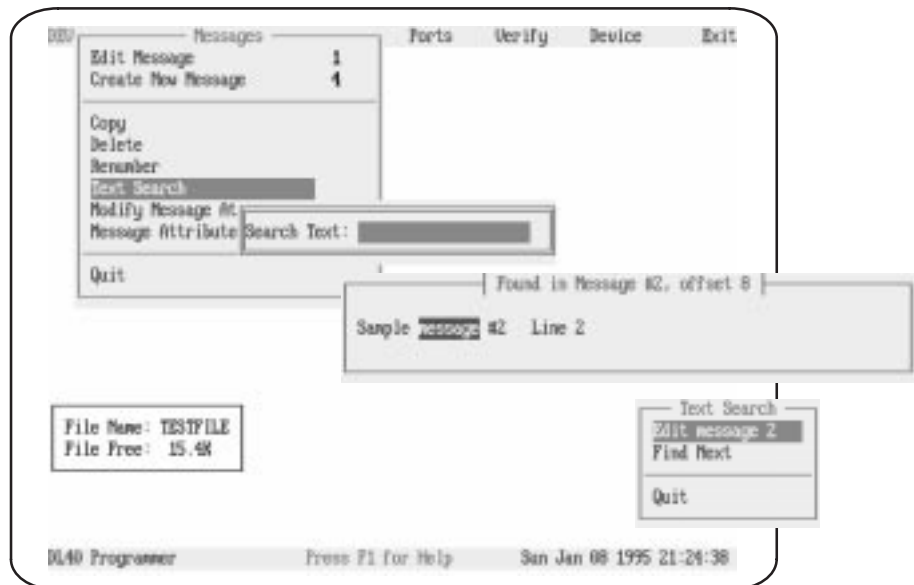 Messages Ports Verify Device Exit
Edit Message 1
Create New Message 4
Copy
Delete
Renumber
Text Search
Modify Message At
Message Attribute
Search Text:
Quit
Found in Message #2, offset 8
Sample message #2 Line 2
File Name: TESTFILE
File Free: 15.4K
Text Search
Edit message 2
Find Next
Quit
DL40 Programmer Press F1 for Help Sun Jan 08 1995 21:24:38